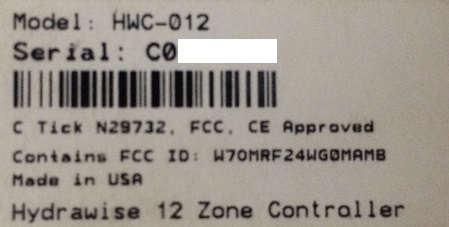 Model: HWC-012
Serial: C0
C Tick N29732, FCC, CE Approved
Contains FCC ID: W7OMRF24WG0MAMB
Made in USA
Hydrawise 12 Zone Controller